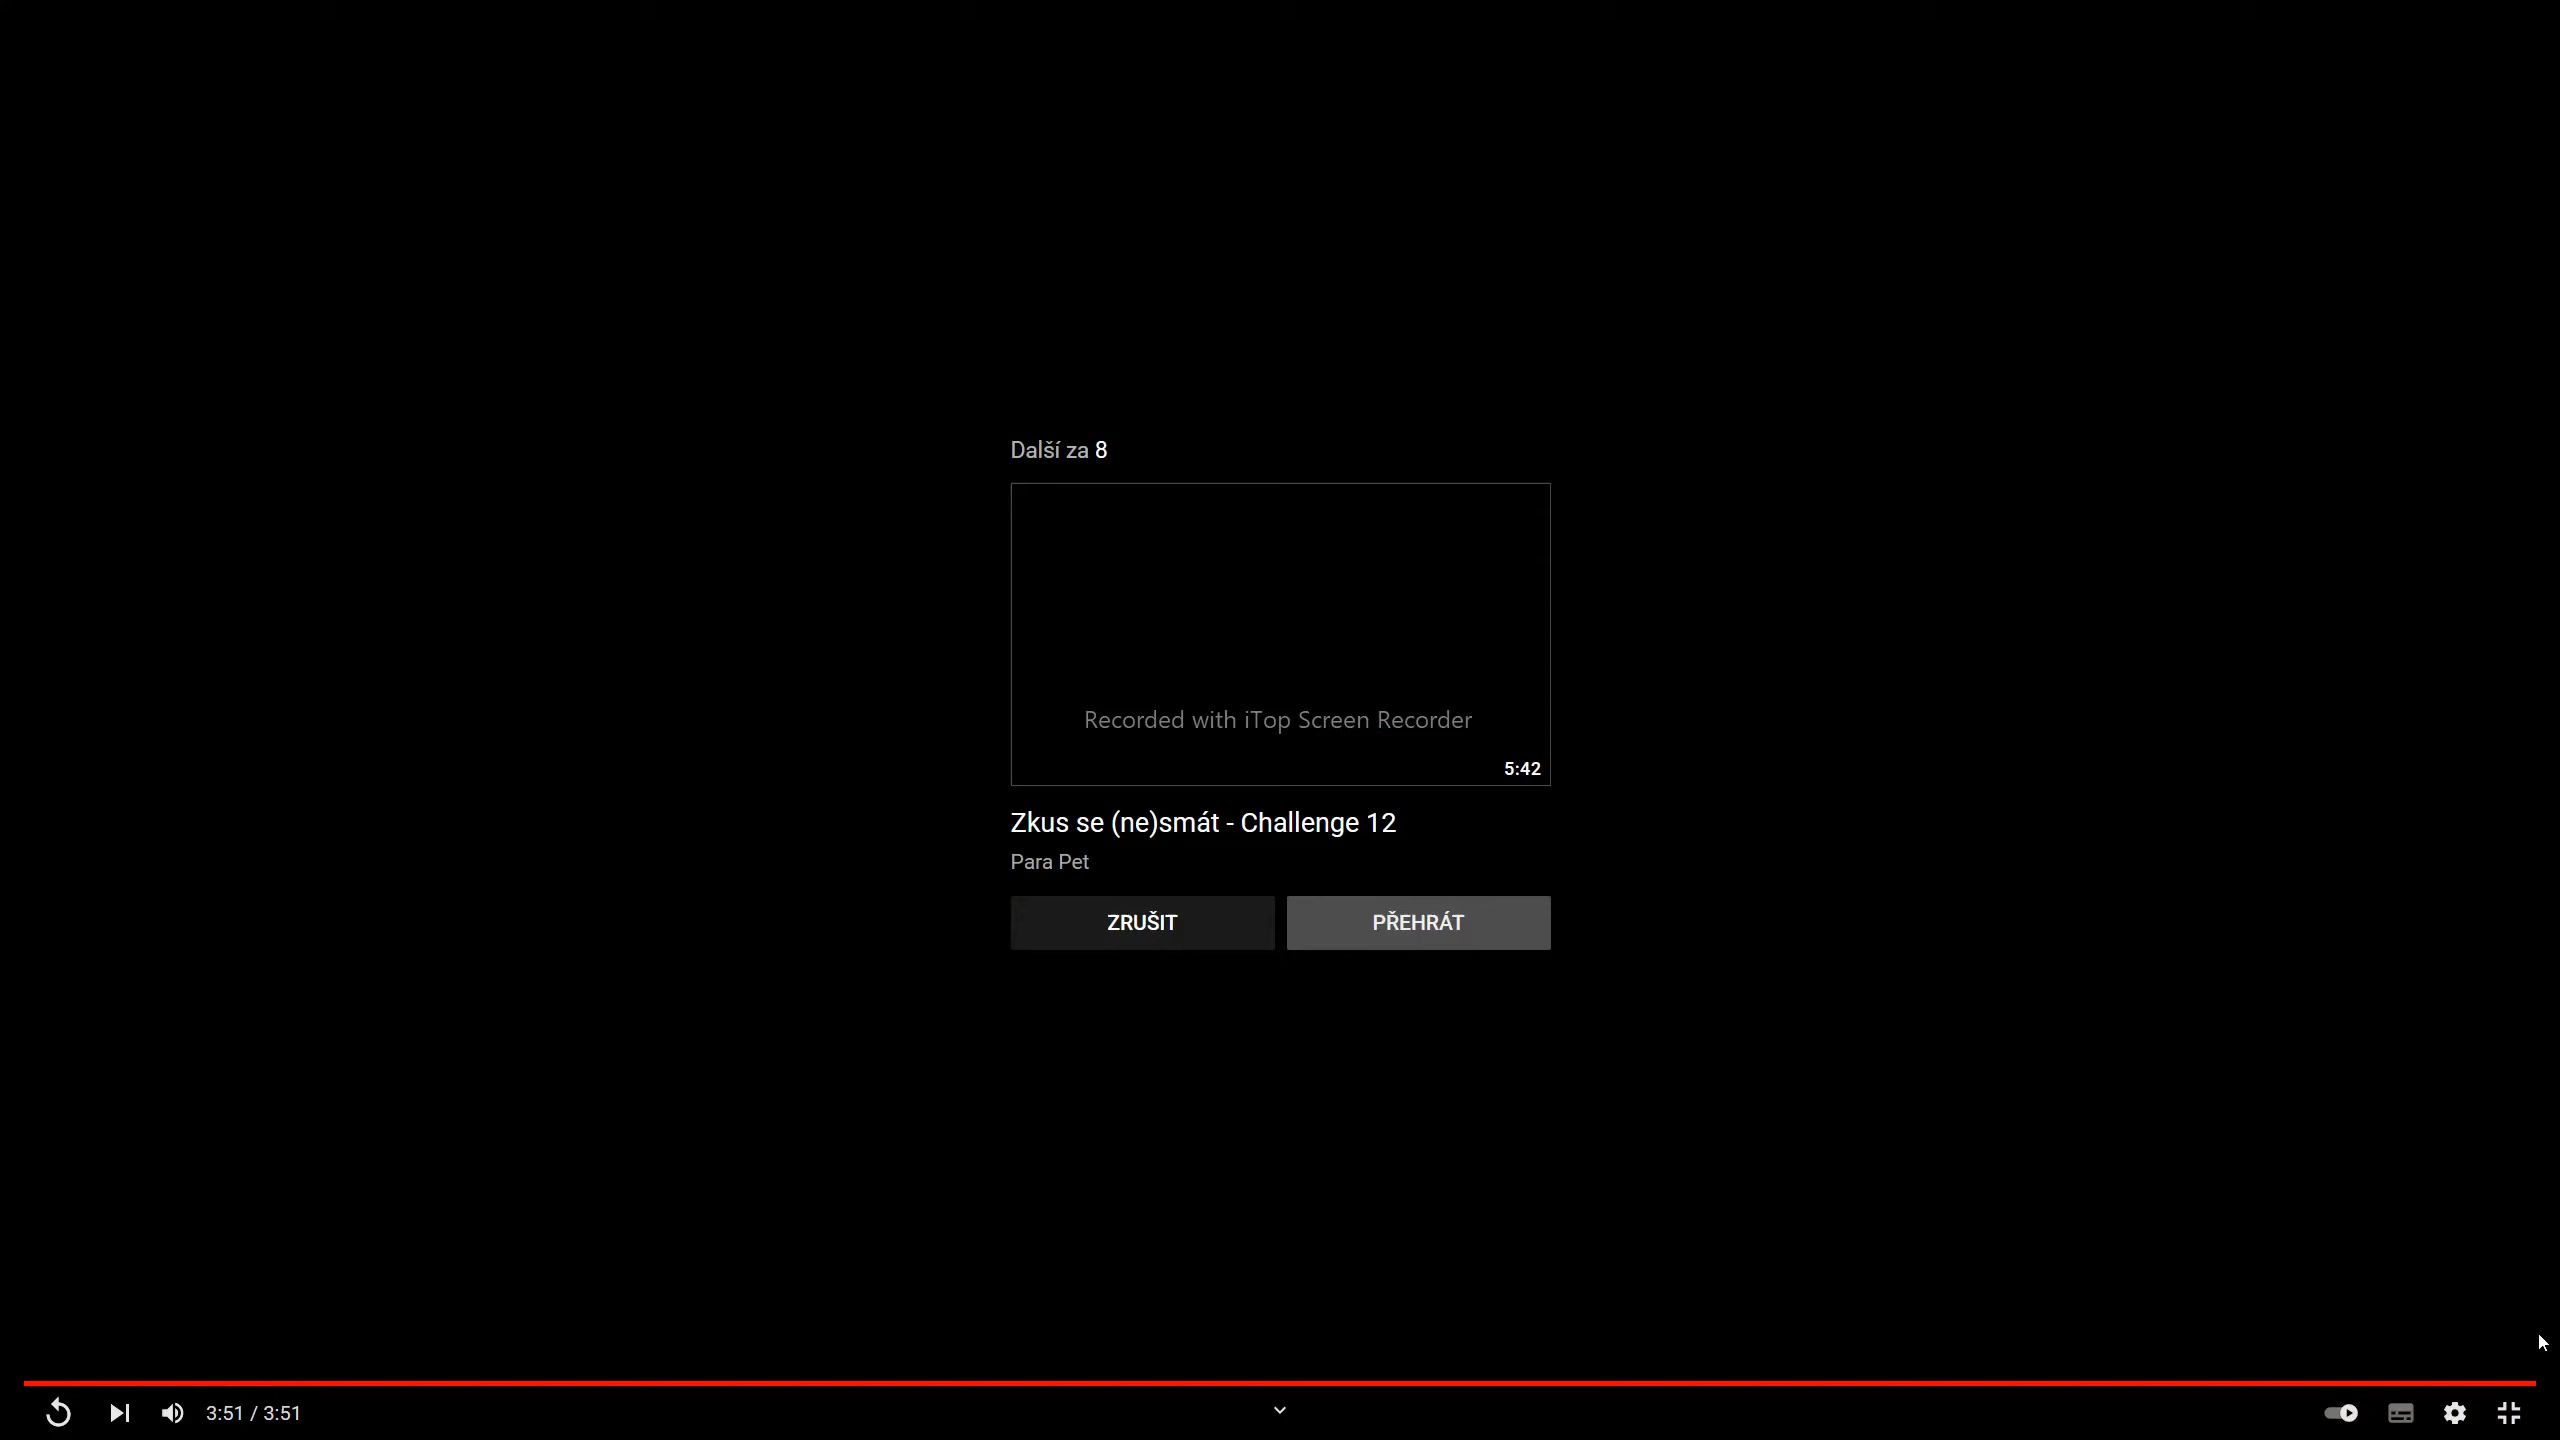 Další za 8
Recorded with iTop Screen Recorder
5:42
Zkus se (ne)smát - Challenge 12
Para Pet
ZRUŠIT
PŘEHRÁT
3:51 / 3:51